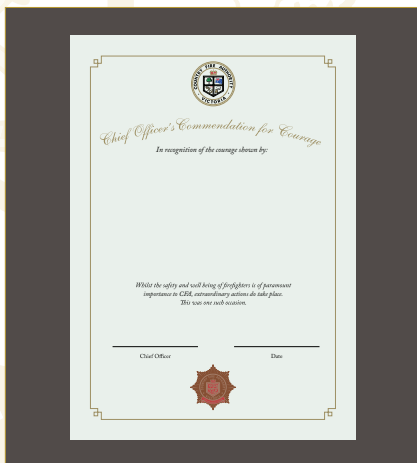 COUNTRY FIRE AUTHORITY
VICTORIA
Chief Officer's Commendation for Courage
In recognition of the courage shown by:
Whilst the safety and well being of firefighters is of paramount
importance to CFA, extraordinary actions do take place.
This was one such occasion.
Chief Officer
Date